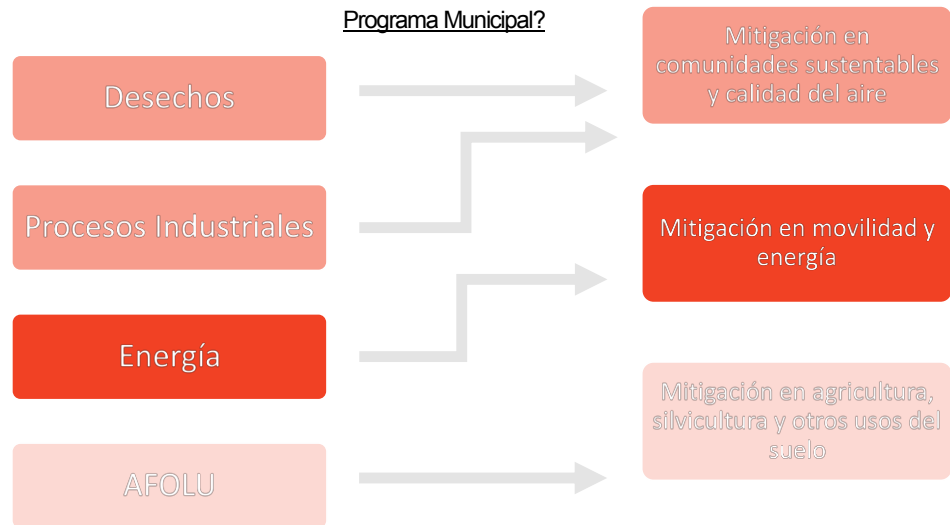 Programa Municipal?
Desechos
Mitigación en
comunidades sustentables
y calidad del aire
Procesos Industriales
Mitigación en movilidad y
energía
Energía
Mitigación en agricultura,
silvicultura y otros usos del
suelo
AFOLU